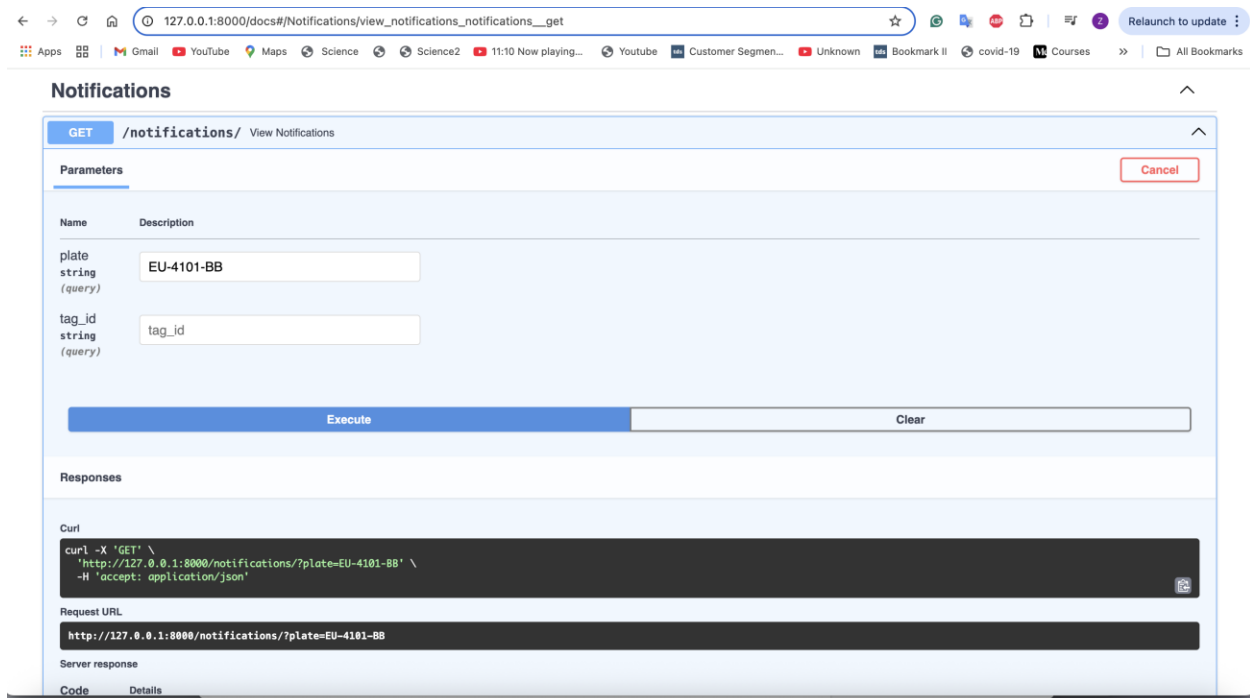 127.0.0.1:8000/docs#/Notifications/view_notifications_notifications__get
Z
Relaunch to update
Apps
Gmail
YouTube
Maps
Science
Science2
11:10 Now playing...
Youtube
tds
Customer Segmen...
Unknown
tds
Bookmark II
covid-19
Courses
»
All Bookmarks
Notifications
GET /notifications/ View Notifications
Parameters
Cancel
Name Description
plate
string
(query)
EU-4101-BB
tag_id
string
(query)
tag_id
Execute
Clear
Responses
Curl
curl -X 'GET' \
'http://127.0.0.1:8000/notifications/?plate=EU-4101-BB' \
-H 'accept: application/json'
Request URL
http://127.0.0.1:8000/notifications/?plate=EU-4101-BB
Server response
Code Details